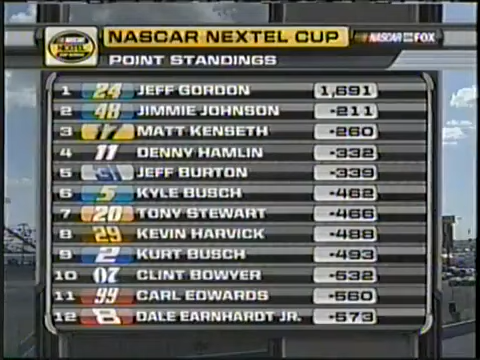 NASCAR NEXTEL CUP
NASCAR ON FOX
NEXTEL
POINT STANDINGS
1 24 JEFF GORDON 1,691
2 48 JIMMIE JOHNSON -211
3 17 MATT KENSETH -260
4 11 DENNY HAMLIN -332
5 31 JEFF BURTON -339
6 5 KYLE BUSCH -462
7 20 TONY STEWART -466
8 29 KEVIN HARVICK -488
9 2 KURT BUSCH -493
10 07 CLINT BOWYER -532
11 99 CARL EDWARDS -560
12 8 DALE EARNHARDT JR. -573